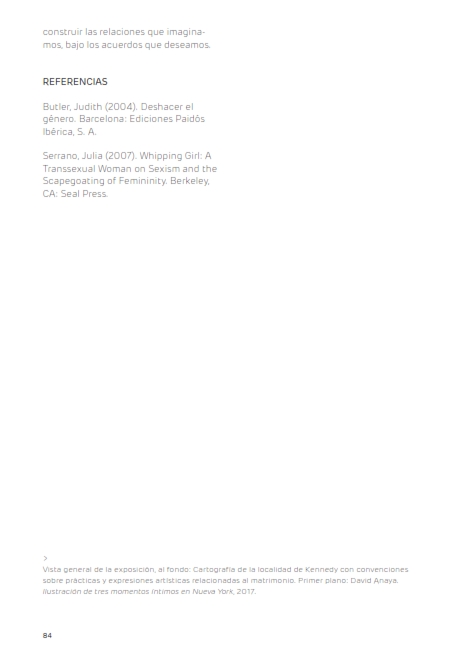 construir las relaciones que imagina-
mos, bajo los acuerdos que deseamos.
REFERENCIAS
Butler, Judith (2004). Deshacer el
género. Barcelona: Ediciones Paidós
Ibérica, S. A.
Serrano, Julia (2007). Whipping Girl: A
Transsexual Woman on Sexism and the
Scapegoating of Femininity. Berkeley,
CA: Seal Press.
>
Vista general de la exposición, al fondo: Cartografía de la localidad de Kennedy con convenciones
sobre prácticas y expresiones artísticas relacionadas al matrimonio. Primer plano: David Anaya.
Ilustración de tres momentos íntimos en Nueva York, 2017.
84